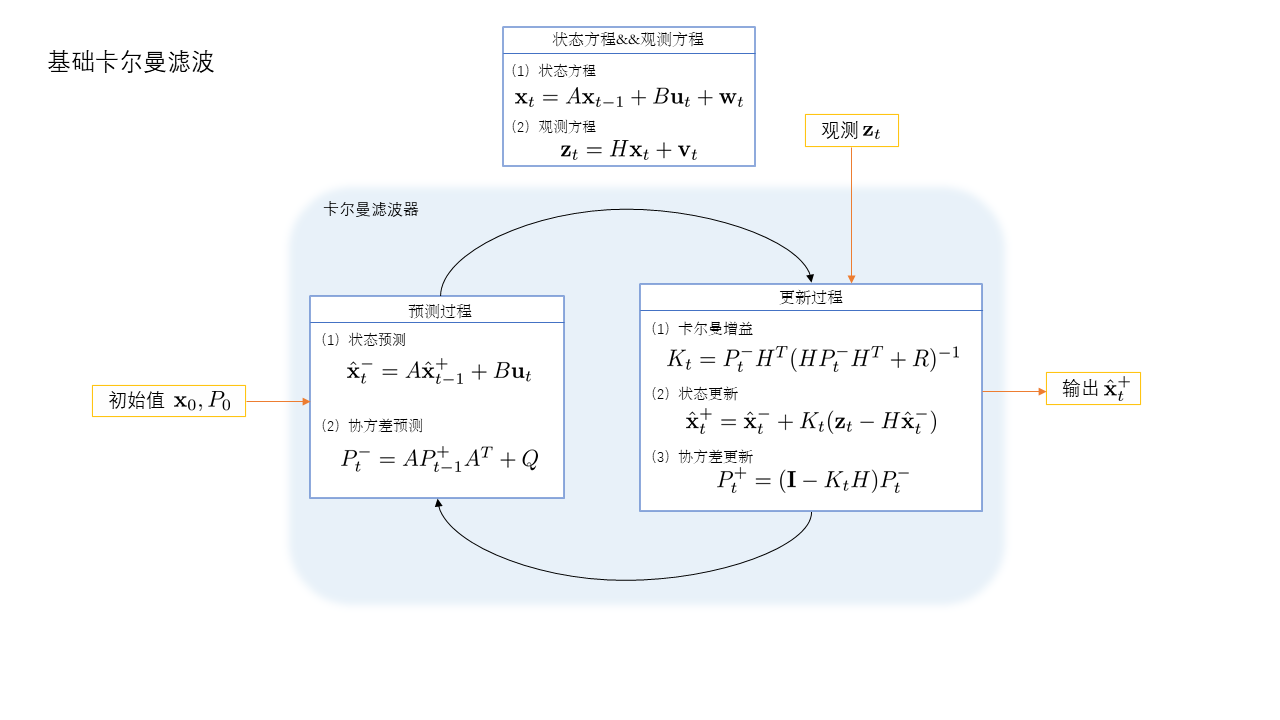 基础卡尔曼滤波
状态方程&&观测方程
(1) 状态方程
$\mathbf{x}_t = A\mathbf{x}_{t-1} + B\mathbf{u}_t + \mathbf{w}_t$
(2) 观测方程
$\mathbf{z}_t = H\mathbf{x}_t + \mathbf{v}_t$
观测 $\mathbf{z}_t$
卡尔曼滤波器
预测过程
(1) 状态预测
$\hat{\mathbf{x}}_t^- = A\hat{\mathbf{x}}_{t-1}^+ + B\mathbf{u}_t$
(2) 协方差预测
$P_t^- = AP_{t-1}^+A^T + Q$
初始值 $\mathbf{x}_0, P_0$
更新过程
(1) 卡尔曼增益
$K_t = P_t^-H^T(HP_t^-H^T + R)^{-1}$
(2) 状态更新
$\hat{\mathbf{x}}_t^+ = \hat{\mathbf{x}}_t^- + K_t(\mathbf{z}_t - H\hat{\mathbf{x}}_t^-)$
(3) 协方差更新
$P_t^+ = (\mathbf{I} - K_tH)P_t^-$
输出 $\hat{\mathbf{x}}_t^+$